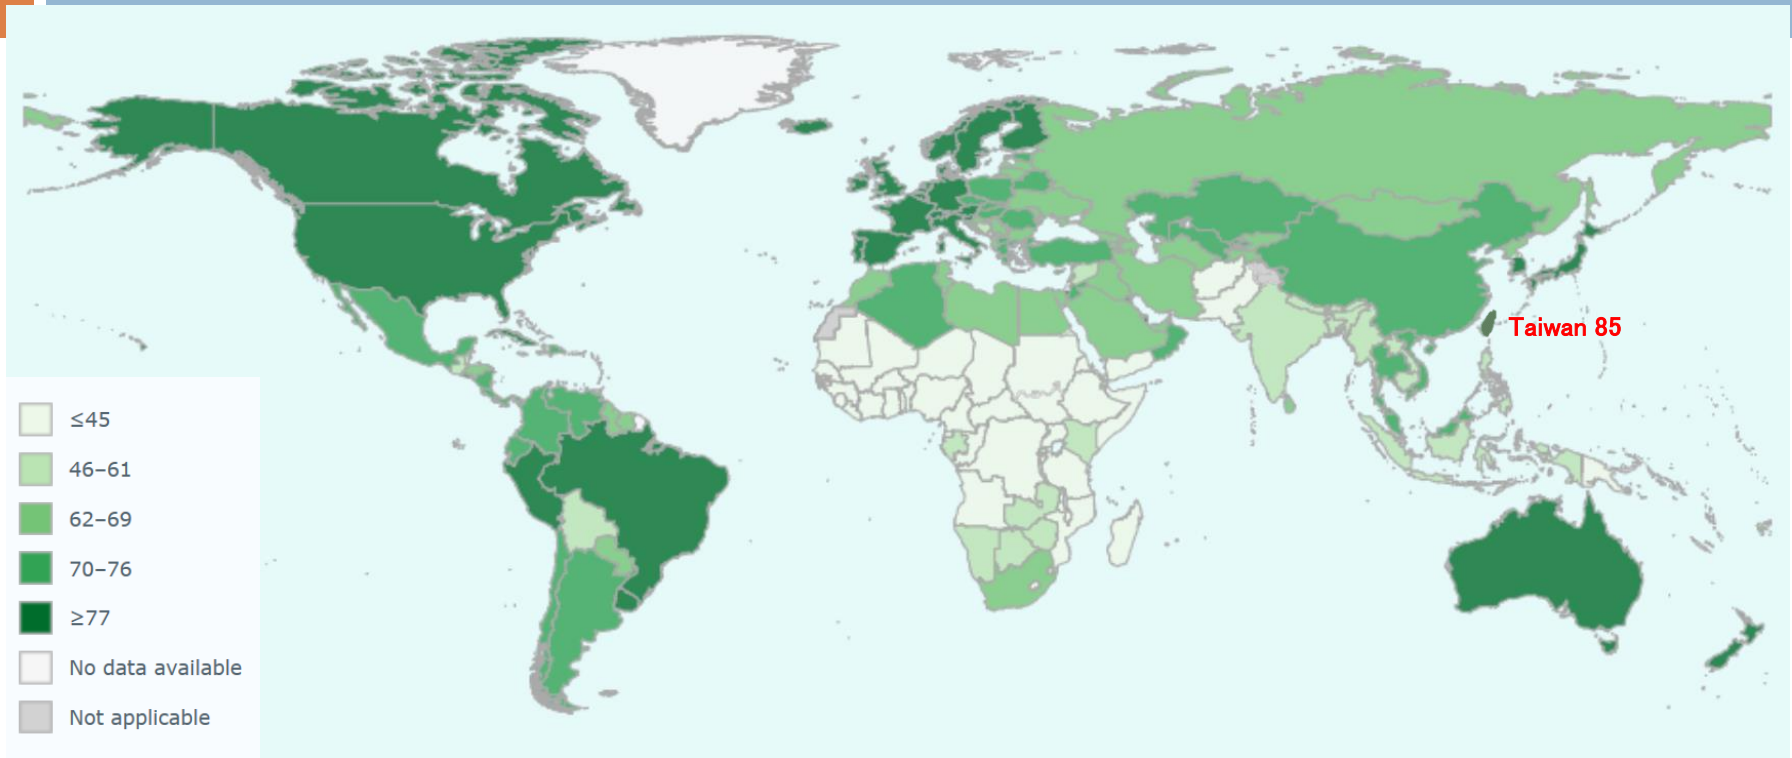 Taiwan 85
≤45
46–61
62–69
70–76
≥77
No data available
Not applicable